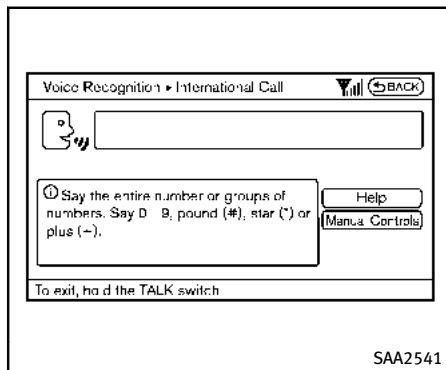 Voice Recognition ▸ International Call
BACK
ⓘ Say the entire number or groups of
numbers. Say 0 – 9, pound (#), star (*) or
plus (+).
Help
Manual Controls
To exit, hold the TALK switch
SAA2541